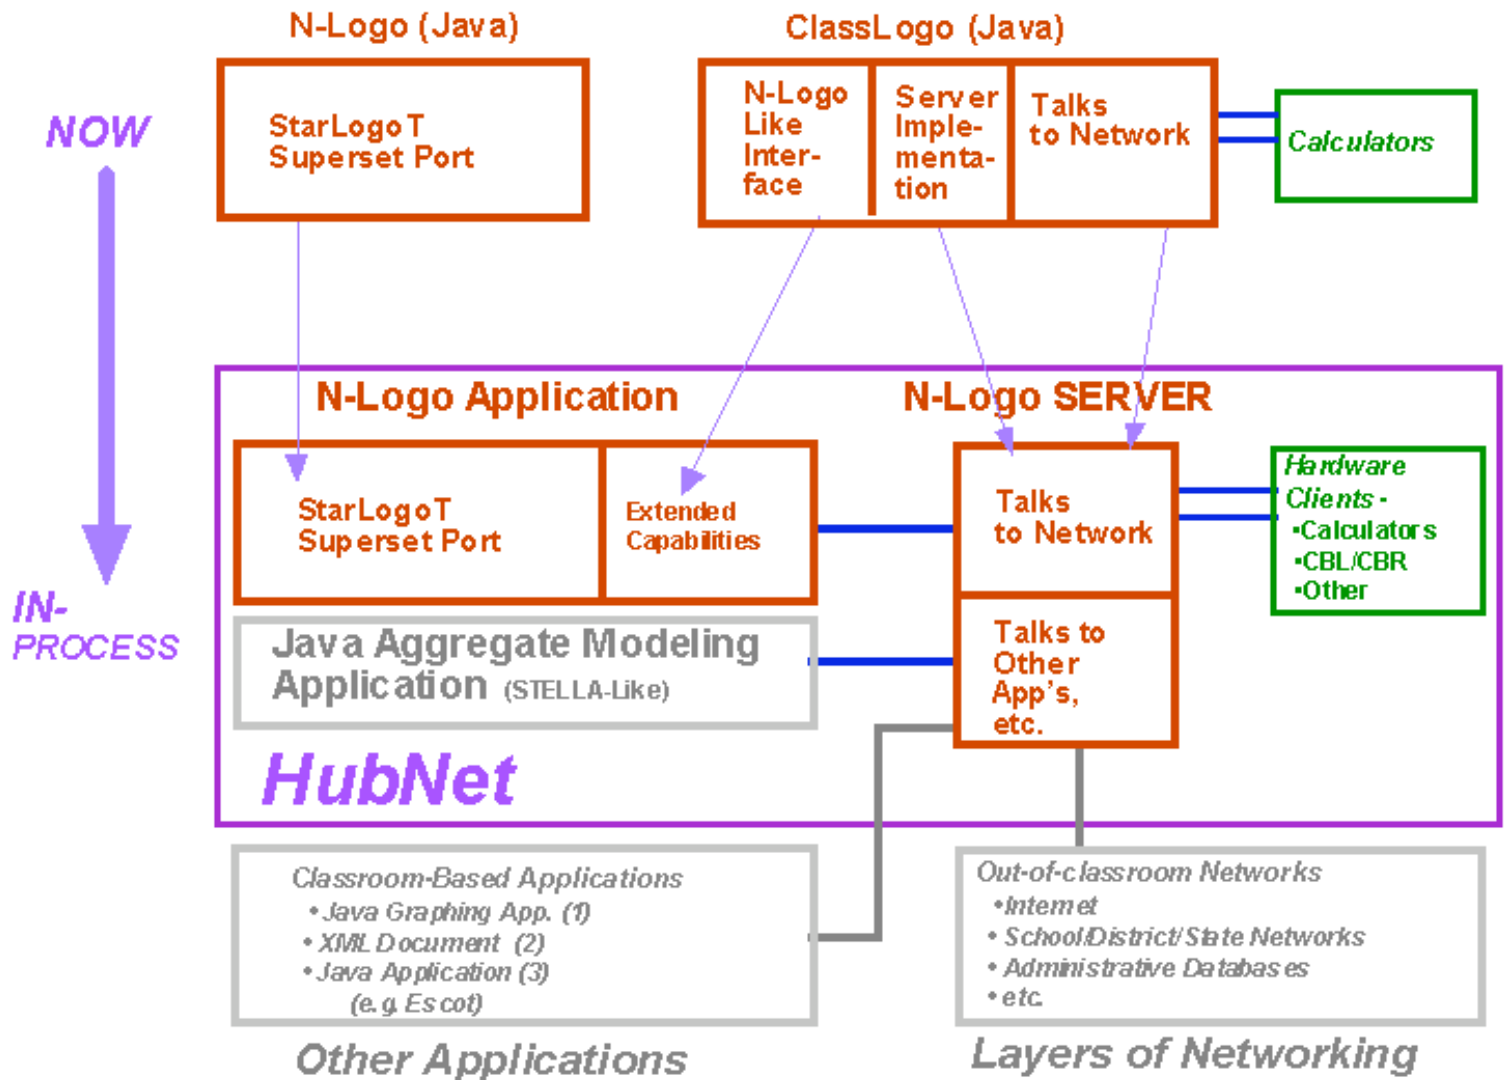 N-Logo (Java)
ClassLogo (Java)
NOW
StarLogoT
Superset Port
N-Logo
Like
Inter-
face
Server
Imple-
menta-
tion
Talks
to Network
Calculators
N-Logo Application
N-Logo SERVER
StarLogoT
Superset Port
Extended
Capabilities
Talks
to Network
Hardware
Clients -
•Calculators
•CBL/CBR
•Other
IN-
PROCESS
Java Aggregate Modeling
Application (STELLA-Like)
Talks to
Other
App's,
etc.
HubNet
Classroom-Based Applications
• Java Graphing App. (1)
• XML Document (2)
• Java Application (3)
(e.g. Escot)
Out-of-classroom Networks
•Internet
• School/District/State Networks
• Administrative Databases
• etc.
Other Applications
Layers of Networking